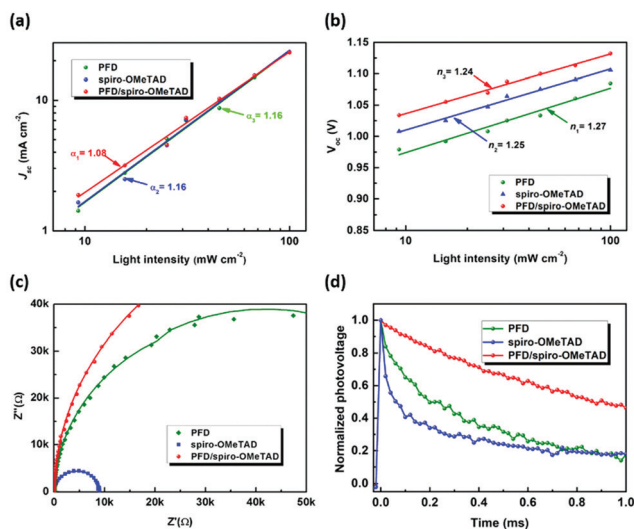 (a)
PFD
spiro-OMeTAD
PFD/spiro-OMeTAD
α₁= 1.08
α₂= 1.16
α₃= 1.16
Jsc (mA cm⁻²)
10
1
10
100
Light intensity (mW cm⁻²)
(b)
Voc (V)
1.15
1.10
1.05
1.00
0.95
0.90
0.85
n₃= 1.24
n₂= 1.25
n₁= 1.27
PFD
spiro-OMeTAD
PFD/spiro-OMeTAD
10
100
Light intensity (mW cm⁻²)
(c)
Z''(Ω)
40k
30k
20k
10k
0
PFD
spiro-OMeTAD
PFD/spiro-OMeTAD
0
10k
20k
30k
40k
50k
Z'(Ω)
(d)
Normalized photovoltage
1.0
0.8
0.6
0.4
0.2
0.0
PFD
spiro-OMeTAD
PFD/spiro-OMeTAD
0.0
0.2
0.4
0.6
0.8
1.0
Time (ms)